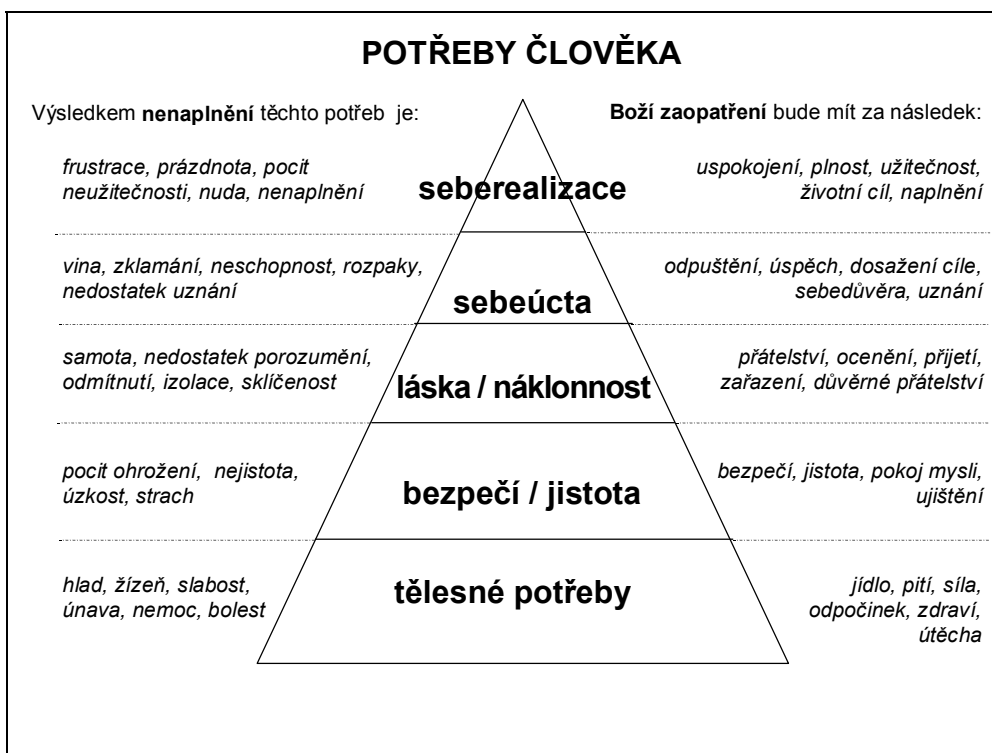 POTŘEBY ČLOVĚKA
Výsledkem nenaplnění těchto potřeb je:
Boží zaopatření bude mít za následek:
frustrace, prázdnota, pocit
neužitečnosti, nuda, nenaplnění
seberealizace
uspokojení, plnost, užitečnost,
životní cíl, naplnění
vina, zklamání, neschopnost, rozpaky,
nedostatek uznání
sebeúcta
odpuštění, úspěch, dosažení cíle,
sebedůvěra, uznání
samota, nedostatek porozumění,
odmítnutí, izolace, sklíčenost
láska / náklonnost
přátelství, ocenění, přijetí,
zařazení, důvěrné přátelství
pocit ohrožení, nejistota,
úzkost, strach
bezpečí / jistota
bezpečí, jistota, pokoj mysli,
ujištění
hlad, žízeň, slabost,
únava, nemoc, bolest
tělesné potřeby
jídlo, pití, síla,
odpočinek, zdraví,
útěcha